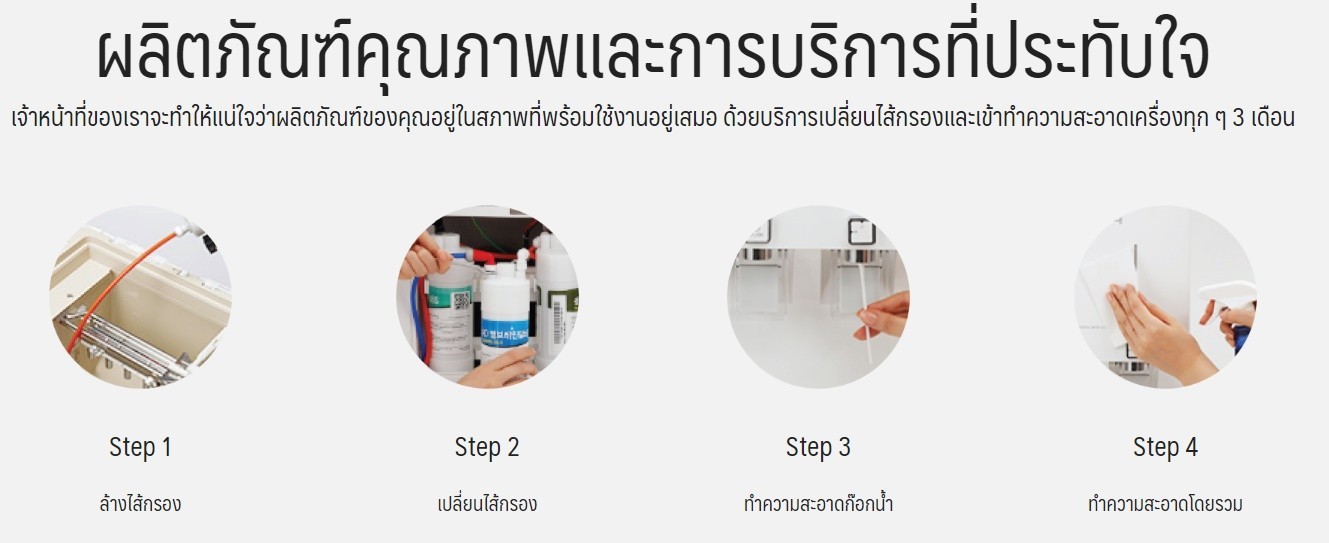 ผลิตภัณฑ์คุณภาพและการบริการที่ประทับใจ
เจ้าหน้าที่ของเราจะทำให้แน่ใจว่าผลิตภัณฑ์ของคุณอยู่ในสภาพที่พร้อมใช้งานอยู่เสมอ ด้วยบริการเปลี่ยนไส้กรองและเข้าทำความสะอาดเครื่องทุก ๆ 3 เดือน
Step 1
Step 2
Step 3
Step 4
ล้างไส้กรอง
เปลี่ยนไส้กรอง
ทำความสะอาดก๊อกน้ำ
ทำความสะอาดโดยรวม